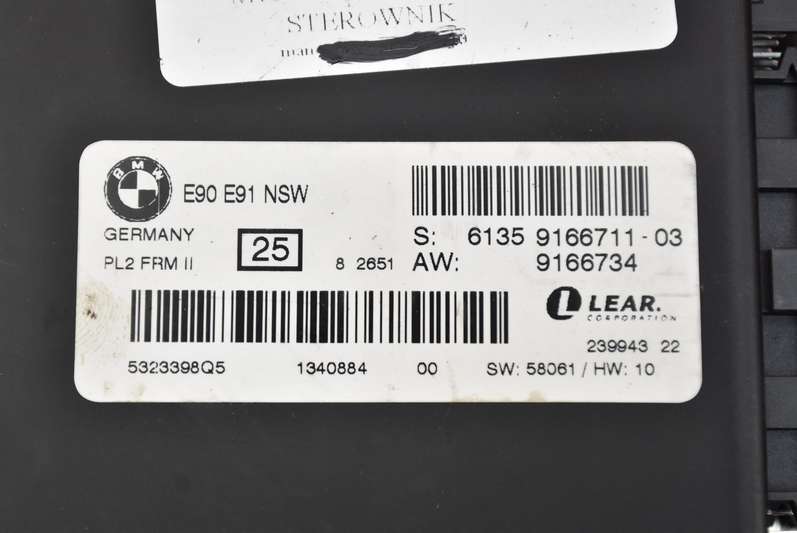 STEROWNIK
BMW
E90 E91 NSW
GERMANY
25
PL2 FRM II
8 2651
S: 6135 9166711-03
AW: 9166734
LEAR.
CORPORATION
239943 22
5323398Q5 1340884 00 SW: 58061 / HW: 10